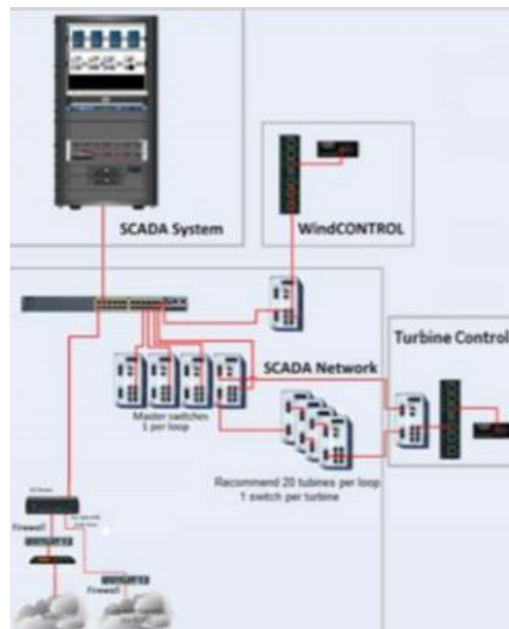 SCADA System
WindCONTROL
Turbine Control
SCADA Network
Master switches
1 per loop
Recommend 20 tubines per loop
1 switch per turbine
Firewall
Firewall